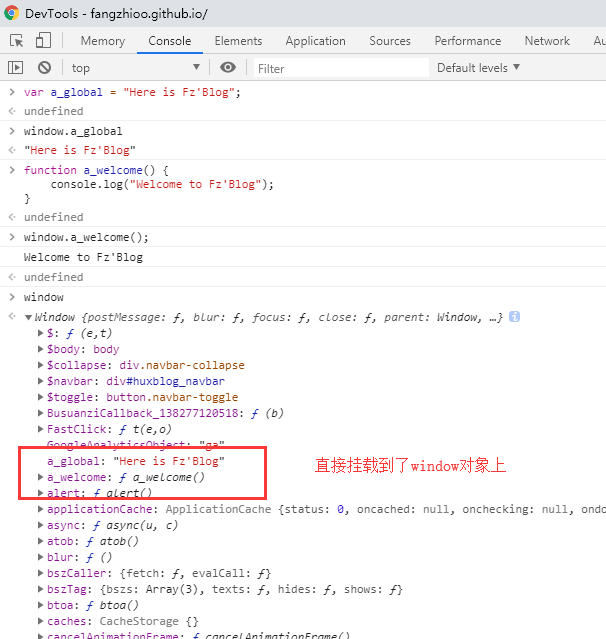 DevTools - fangzhioo.github.io/
Memory Console Elements Application Sources Performance Network Au
top Filter Default levels
var a_global = "Here is Fz'Blog";
undefined
window.a_global
"Here is Fz'Blog"
function a_welcome() {
console.log("Welcome to Fz'Blog");
}
undefined
window.a_welcome();
Welcome to Fz'Blog
undefined
window
Window {postMessage: ƒ, blur: ƒ, focus: ƒ, close: ƒ, parent: Window, …}
$: ƒ (e,t)
$body: body
$collapse: div.navbar-collapse
$navbar: div#huxblog_navbar
$toggle: button.navbar-toggle
BusuanziCallback_138277120518: ƒ (b)
FastClick: ƒ t(e,o)
GoogleAnalyticsObject: "ga"
a_global: "Here is Fz'Blog"
直接挂载到了window对象上
a_welcome: ƒ a_welcome()
alert: ƒ alert()
applicationCache: ApplicationCache {status: 0, oncached: null, onchecking: null, ondo
async: ƒ async(u, c)
atob: ƒ atob()
blur: ƒ ()
bszCaller: {fetch: ƒ, evalCall: ƒ}
bszTag: {bszs: Array(3), texts: ƒ, hides: ƒ, shows: ƒ}
btoa: ƒ btoa()
caches: CacheStorage {}
cancelAnimationFrame: ƒ cancelAnimationFrame()